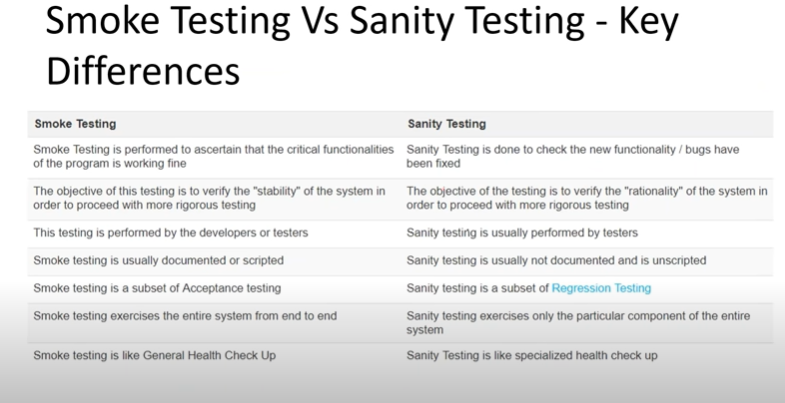 Smoke Testing Vs Sanity Testing - Key
Differences
Smoke Testing
Sanity Testing
Smoke Testing is performed to ascertain that the critical functionalities
of the program is working fine
Sanity Testing is done to check the new functionality / bugs have
been fixed
The objective of this testing is to verify the "stability" of the system in
order to proceed with more rigorous testing
The objective of the testing is to verify the "rationality" of the system in
order to proceed with more rigorous testing
This testing is performed by the developers or testers
Sanity testing is usually performed by testers
Smoke testing is usually documented or scripted
Sanity testing is usually not documented and is unscripted
Smoke testing is a subset of Acceptance testing
Sanity testing is a subset of Regression Testing
Smoke testing exercises the entire system from end to end
Sanity testing exercises only the particular component of the entire
system
Smoke testing is like General Health Check Up
Sanity Testing is like specialized health check up